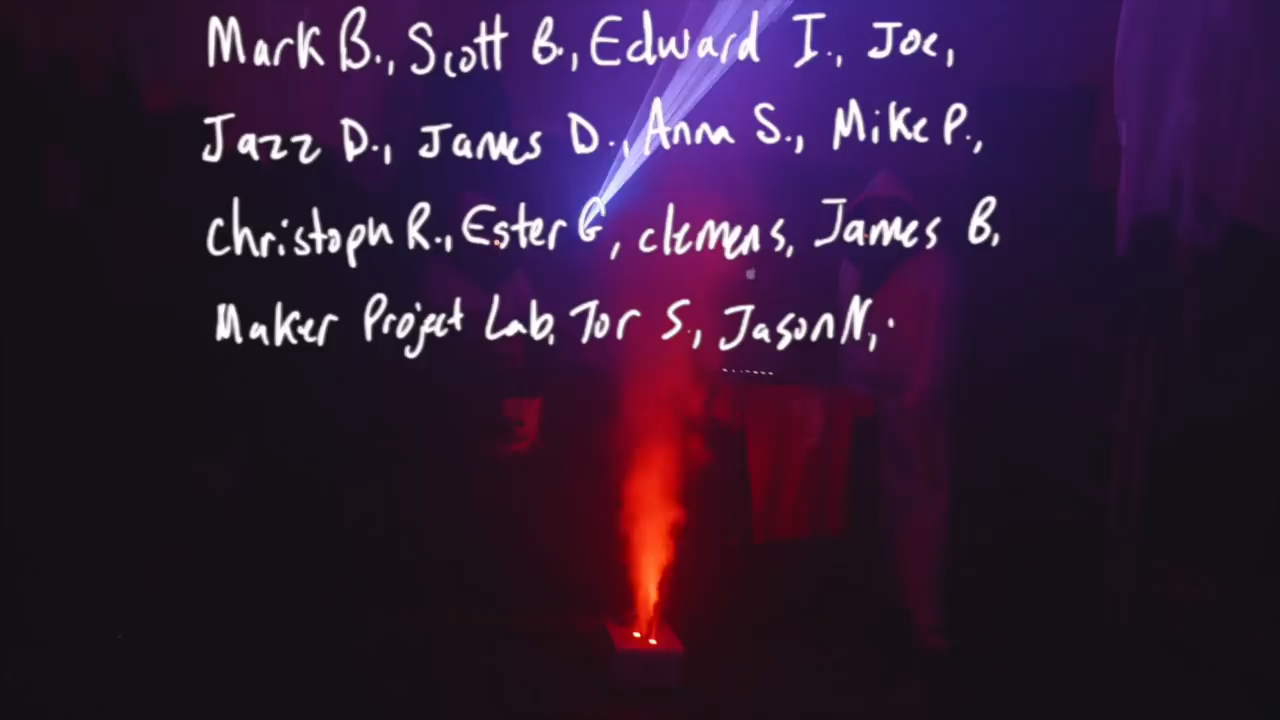 Mark B., Scott B., Edward I., Joe,
Jazz D., James D., Anna S., Mike P.,
Christoph R., Ester G, clemens, James B,
Maker Project Lab, Tor S., Jason N,